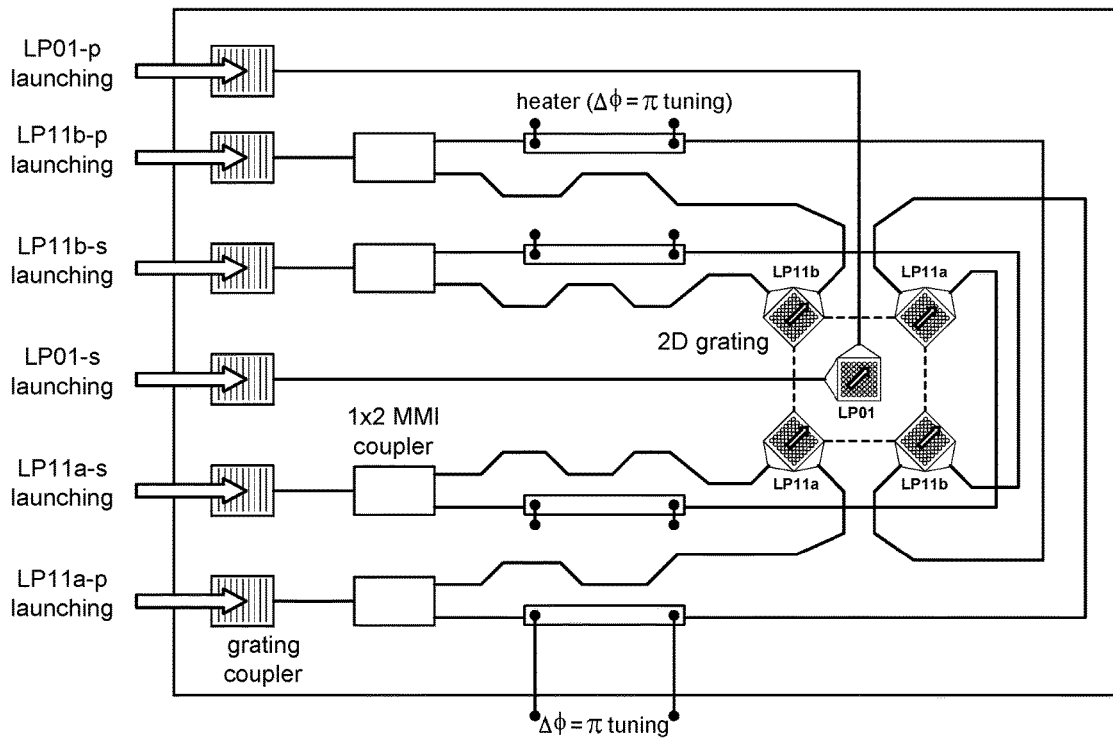 LP01-p
launching
heater (Δϕ = π tuning)
LP11b-p
launching
LP11b-s
launching
LP11b
LP11a
2D grating
LP01-s
launching
LP01
1x2 MMI
coupler
LP11a-s
launching
LP11a
LP11b
LP11a-p
launching
grating
coupler
Δϕ = π tuning